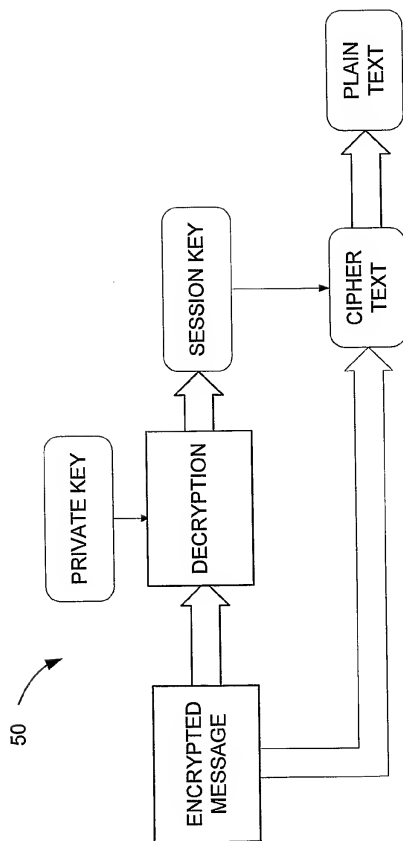 50
PRIVATE KEY
ENCRYPTED
MESSAGE
DECRYPTION
SESSION KEY
CIPHER
TEXT
PLAIN
TEXT